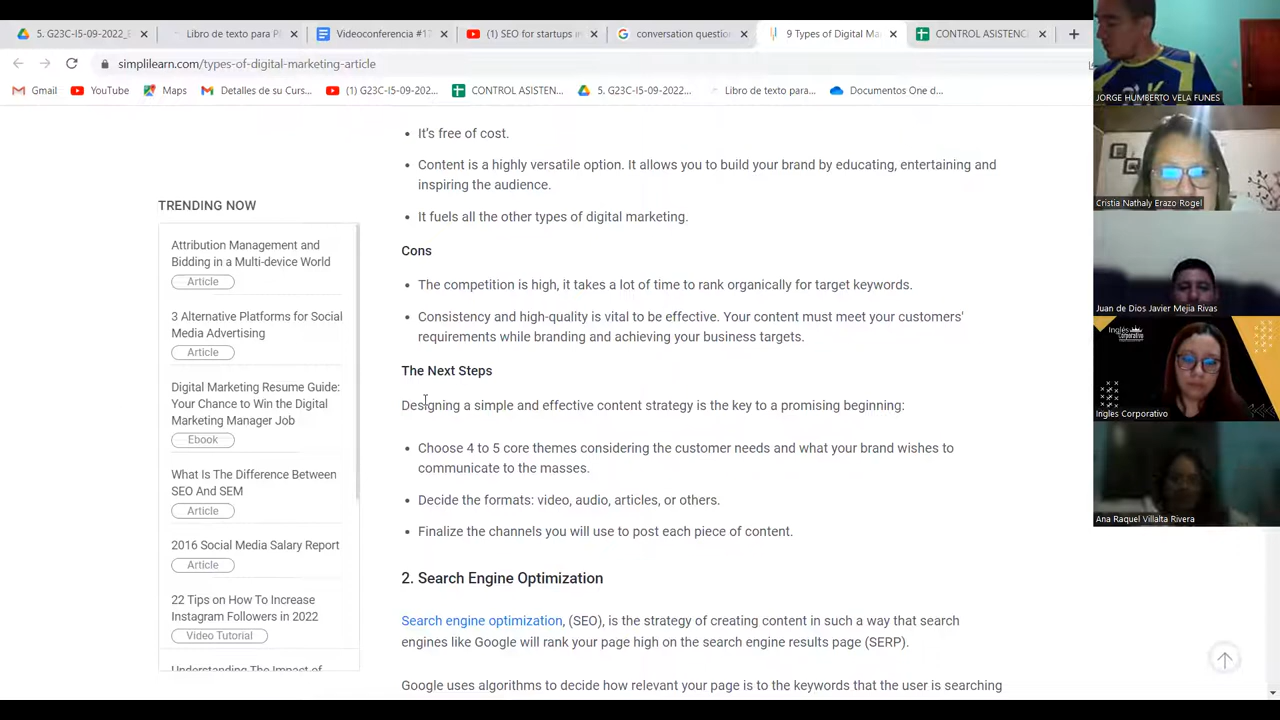 5. G23C-I5-09-2022_E
Libro de texto para P
Videoconferencia #17
(1) SEO for startups in
conversation question
9 Types of Digital Ma
CONTROL ASISTENC
simplilearn.com/types-of-digital-marketing-article
Gmail
YouTube
Maps
Detalles de su Curs...
(1) G23C-I5-09-202...
CONTROL ASISTEN...
5. G23C-I5-09-2022...
Libro de texto para...
Documentos One d...
JORGE HUMBERTO VELA FUNES
It's free of cost.
Content is a highly versatile option. It allows you to build your brand by educating, entertaining and
inspiring the audience.
It fuels all the other types of digital marketing.
Cons
The competition is high, it takes a lot of time to rank organically for target keywords.
Consistency and high-quality is vital to be effective. Your content must meet your customers'
requirements while branding and achieving your business targets.
The Next Steps
Designing a simple and effective content strategy is the key to a promising beginning:
Choose 4 to 5 core themes considering the customer needs and what your brand wishes to
communicate to the masses.
Decide the formats: video, audio, articles, or others.
Finalize the channels you will use to post each piece of content.
2. Search Engine Optimization
Search engine optimization, (SEO), is the strategy of creating content in such a way that search
engines like Google will rank your page high on the search engine results page (SERP).
Google uses algorithms to decide how relevant your page is to the keywords that the user is searching
TRENDING NOW
Attribution Management and
Bidding in a Multi-device World
Article
3 Alternative Platforms for Social
Media Advertising
Article
Digital Marketing Resume Guide:
Your Chance to Win the Digital
Marketing Manager Job
Ebook
What Is The Difference Between
SEO And SEM
Article
2016 Social Media Salary Report
Article
22 Tips on How To Increase
Instagram Followers in 2022
Video Tutorial
Understanding The Impact of
Cristia Nathaly Erazo Rogel
Juan de Dios Javier Mejia Rivas
Inglés
Corporativo
Ingles Corporativo
Ana Raquel Villalta Rivera